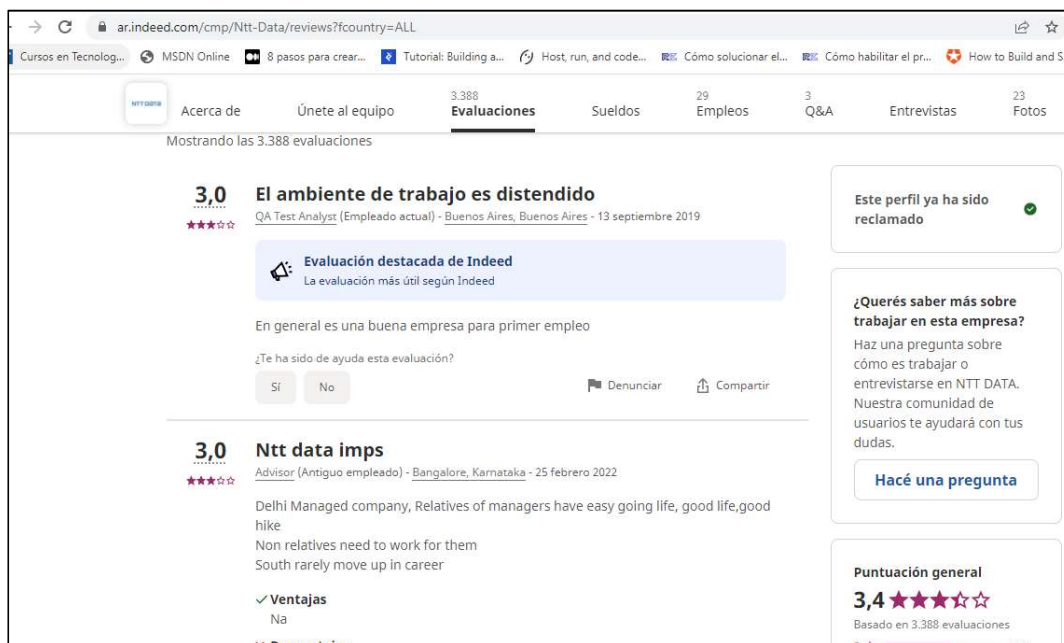 ar.indeed.com/cmp/Ntt-Data/reviews?fcountry=ALL
Cursos en Tecnolog... MSDN Online 8 pasos para crear... Tutorial: Building a... Host, run, and code... Cómo solucionar el... Cómo habilitar el pr... How to Build and S
NTT DATA
Acerca de
Únete al equipo
3.388
Evaluaciones
Sueldos
29
Empleos
3
Q&A
Entrevistas
23
Fotos
Mostrando las 3.388 evaluaciones
3,0
El ambiente de trabajo es distendido
QA Test Analyst (Empleado actual) - Buenos Aires, Buenos Aires - 13 septiembre 2019
Evaluación destacada de Indeed
La evaluación más útil según Indeed
En general es una buena empresa para primer empleo
¿Te ha sido de ayuda esta evaluación?
Sí No Denunciar Compartir
3,0
Ntt data imps
Advisor (Antiguo empleado) - Bangalore, Karnataka - 25 febrero 2022
Delhi Managed company, Relatives of managers have easy going life, good life,good
hike
Non relatives need to work for them
South rarely move up in career
Ventajas
Na
Este perfil ya ha sido
reclamado
¿Querés saber más sobre
trabajar en esta empresa?
Haz una pregunta sobre
cómo es trabajar o
entrevistarse en NTT DATA.
Nuestra comunidad de
usuarios te ayudará con tus
dudas.
Hacé una pregunta
Puntuación general
3,4
Basado en 3.388 evaluaciones